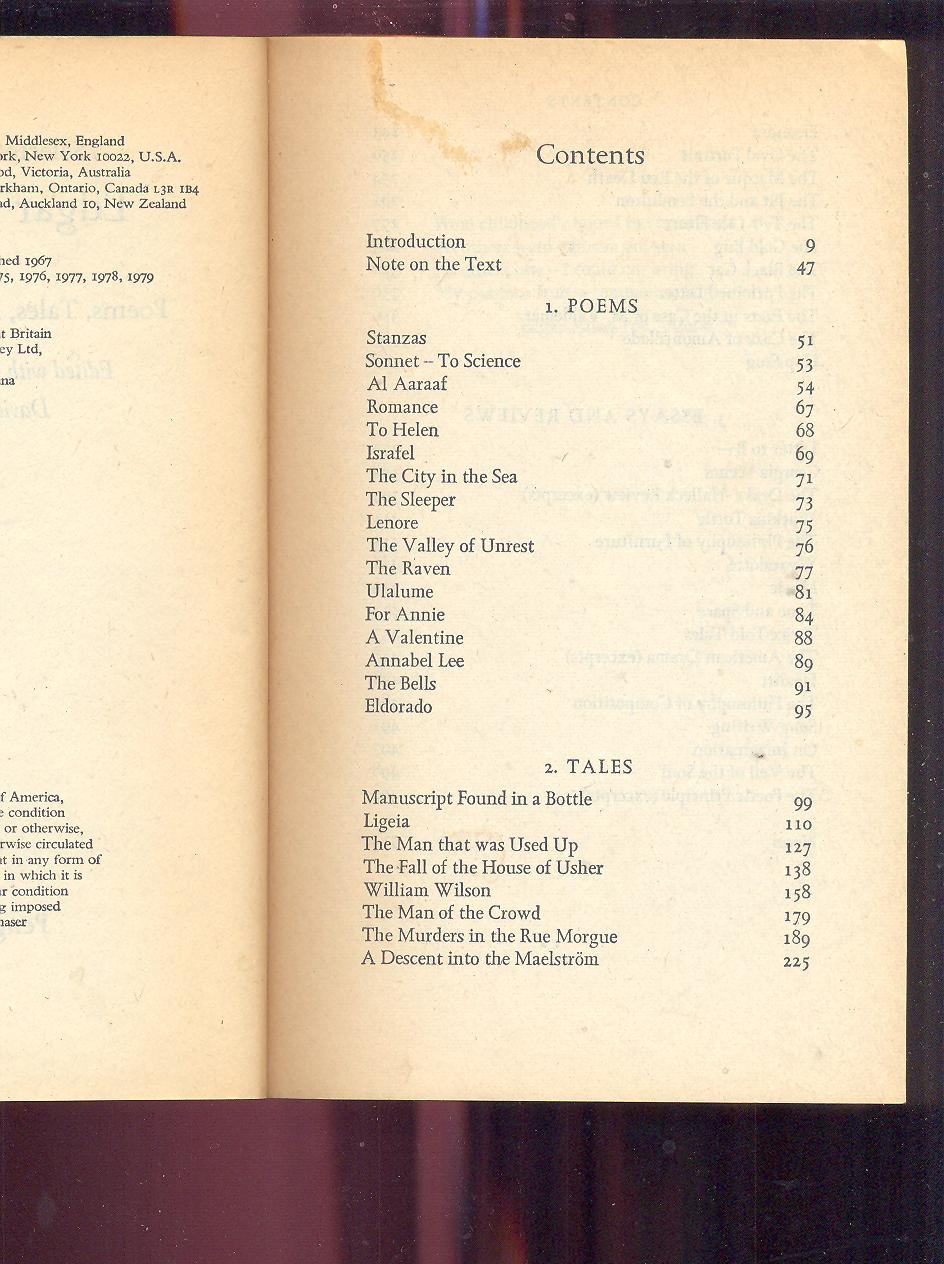 Middlesex, England
ork, New York 10022, U.S.A.
od, Victoria, Australia
rkham, Ontario, Canada L3R 1B4
ad, Auckland 10, New Zealand
hed 1967
75, 1976, 1977, 1978, 1979
t Britain
ey Ltd,
na
f America,
e condition
or otherwise,
rwise circulated
at in any form of
in which it is
ar condition
g imposed
haser
Contents
Introduction 9
Note on the Text 47
1. POEMS
Stanzas 51
Sonnet – To Science 53
Al Aaraaf 54
Romance 67
To Helen 68
Israfel 69
The City in the Sea 71
The Sleeper 73
Lenore 75
The Valley of Unrest 76
The Raven 77
Ulalume 81
For Annie 84
A Valentine 88
Annabel Lee 89
The Bells 91
Eldorado 95
2. TALES
Manuscript Found in a Bottle 99
Ligeia 110
The Man that was Used Up 127
The Fall of the House of Usher 138
William Wilson 158
The Man of the Crowd 179
The Murders in the Rue Morgue 189
A Descent into the Maelström 225